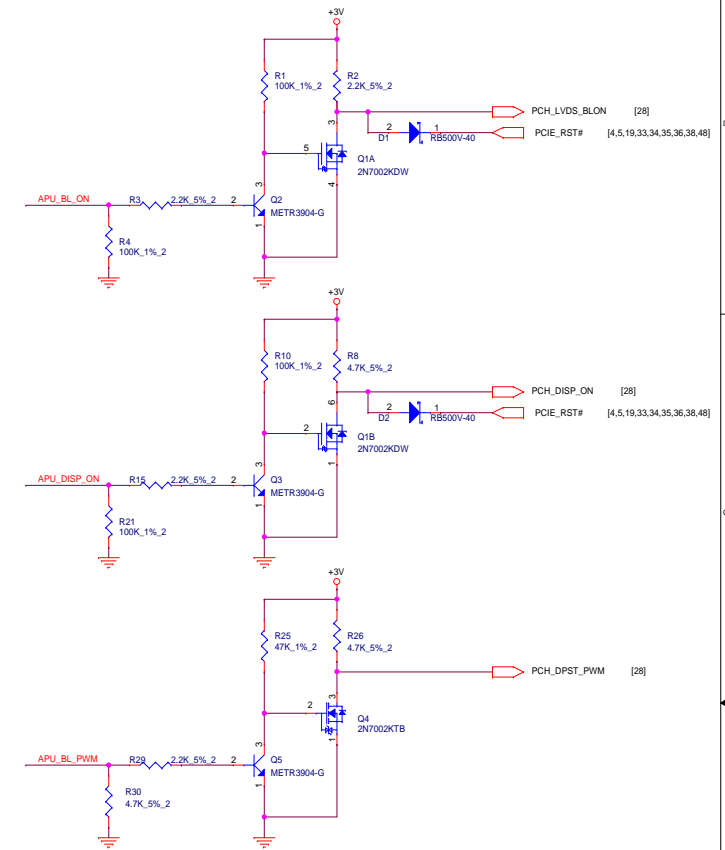 +3V
R1
100K_1%_2
R2
2.2K_5%_2
PCH_LVDS_BLON [28]
3
2 1
D1 RB500V-40
PCIE_RST# [4,5,19,33,34,35,36,38,48]
5
Q1A
2N7002KDW
4
APU_BL_ON
R3 2.2K_5%_2 2
3
Q2
METR3904-G
1
R4
100K_1%_2
+3V
R10
100K_1%_2
R8
4.7K_5%_2
PCH_DISP_ON [28]
6
2 1
D2 RB500V-40
PCIE_RST# [4,5,19,33,34,35,36,38,48]
2
Q1B
2N7002KDW
1
APU_DISP_ON
R15 2.2K_5%_2 2
3
Q3
METR3904-G
1
R21
100K_1%_2
+3V
R25
47K_1%_2
R26
4.7K_5%_2
PCH_DPST_PWM [28]
3
2
Q4
2N7002KTB
1
APU_BL_PWM
R29 2.2K_5%_2 2
3
Q5
METR3904-G
1
R30
4.7K_5%_2